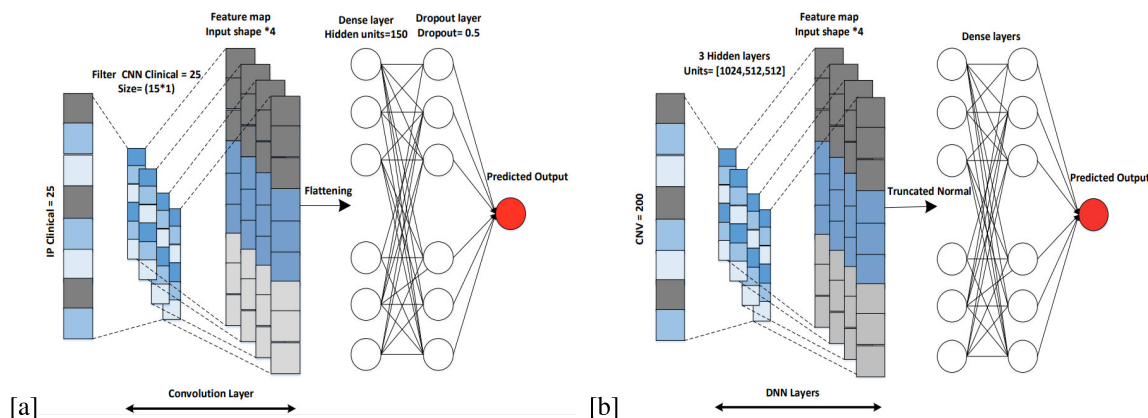 Feature map
Input shape *4
Dense layer
Hidden units=150
Dropout layer
Dropout= 0.5
Filter CNN Clinical = 25
Size= (15*1)
IP Clinical = 25
Flattening
Predicted Output
Convolution Layer
[a]
Feature map
Input shape *4
Dense layers
3 Hidden layers
Units= [1024,512,512]
CNV = 200
Truncated Normal
Predicted Output
DNN Layers
[b]